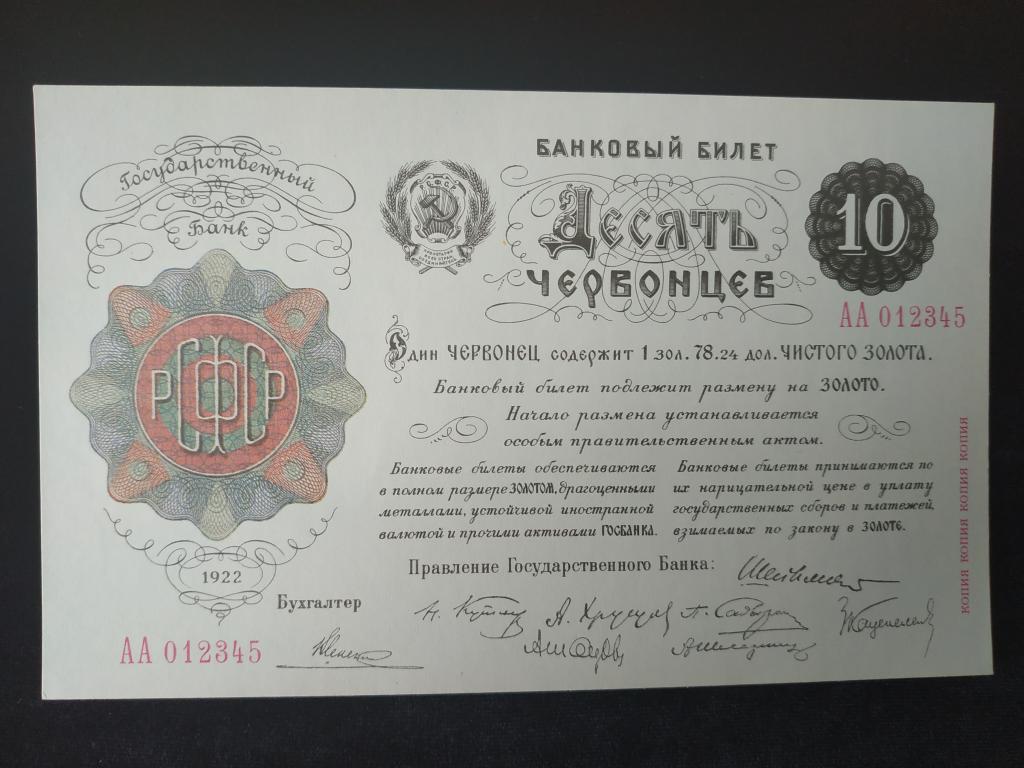 Государственный
Банк
РСФСР
1922
Бухгалтер
АА 012345
РСФСР
БАНКОВЫЙ БИЛЕТ
ДЕСЯТЬ
ЧЕРВОНЦЕВ
10
АА 012345
Один ЧЕРВОНЕЦ содержит 1 зол. 78.24 дол. ЧИСТОГО ЗОЛОТА.
Банковый билет подлежит размену на ЗОЛОТО.
Начало размена устанавливается
особым правительственным актом.
Банковые билеты обеспечиваются
в полном размере ЗОЛОТОМ, драгоценными
металлами, устойчивой иностранной
валютой и прочими активами ГОСБАНКА.
Банковые билеты принимаются по
их нарицательной цене в уплату
государственных сборов и платежей,
взимаемых по закону в ЗОЛОТЕ.
Правление Государственного Банка:
КОПИЯ КОПИЯ КОПИЯ КОПИЯ